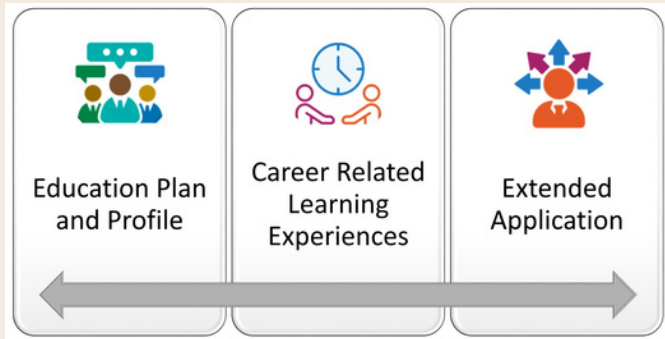 Education Plan
and Profile
Career Related
Learning
Experiences
Extended
Application